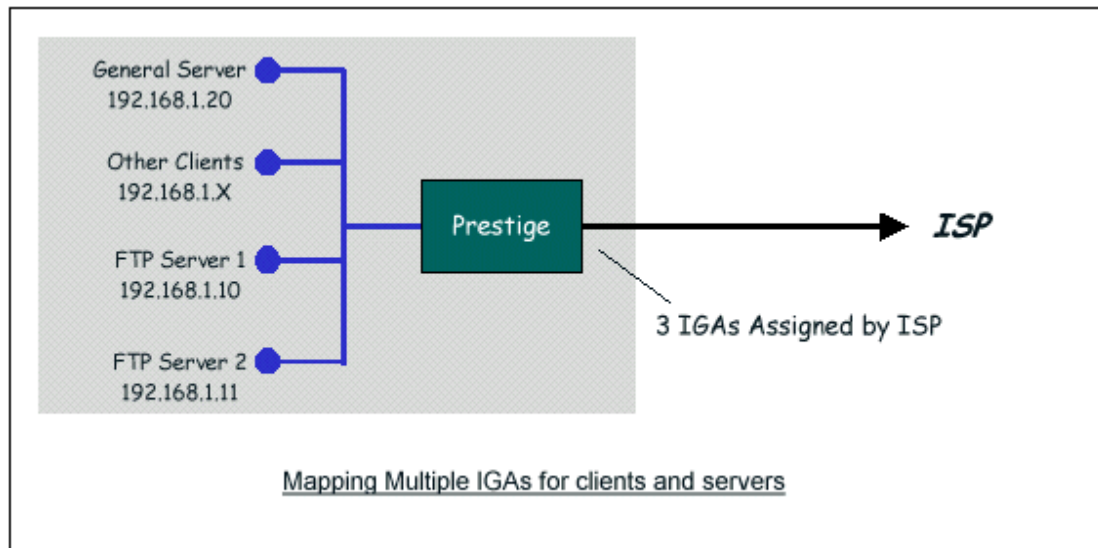 General Server
192.168.1.20
Other Clients
192.168.1.X
FTP Server 1
192.168.1.10
FTP Server 2
192.168.1.11
Prestige
ISP
3 IGAs Assigned by ISP
Mapping Multiple IGAs for clients and servers